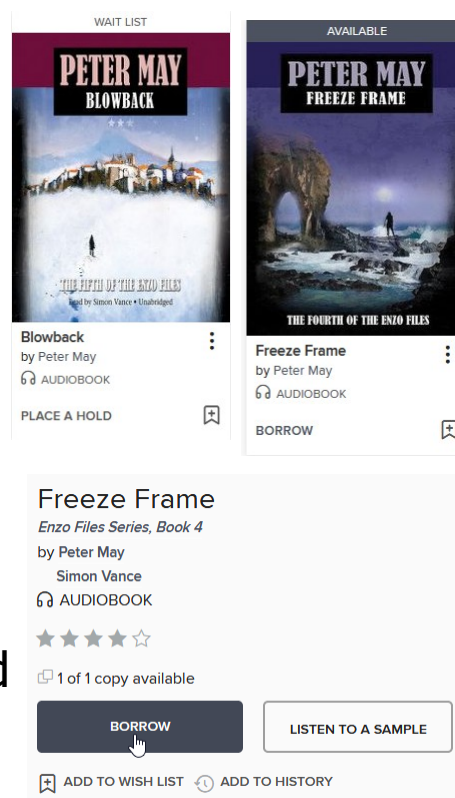 WAIT LIST
PETER MAY
BLOWBACK
THE FIFTH OF THE ENZO FILES
Read by Simon Vance • Unabridged
Blowback
by Peter May
AUDIOBOOK
PLACE A HOLD
AVAILABLE
PETER MAY
FREEZE FRAME
THE FOURTH OF THE ENZO FILES
Freeze Frame
by Peter May
AUDIOBOOK
BORROW
Freeze Frame
Enzo Files Series, Book 4
by Peter May
Simon Vance
AUDIOBOOK
d
1 of 1 copy available
BORROW
LISTEN TO A SAMPLE
ADD TO WISH LIST
ADD TO HISTORY